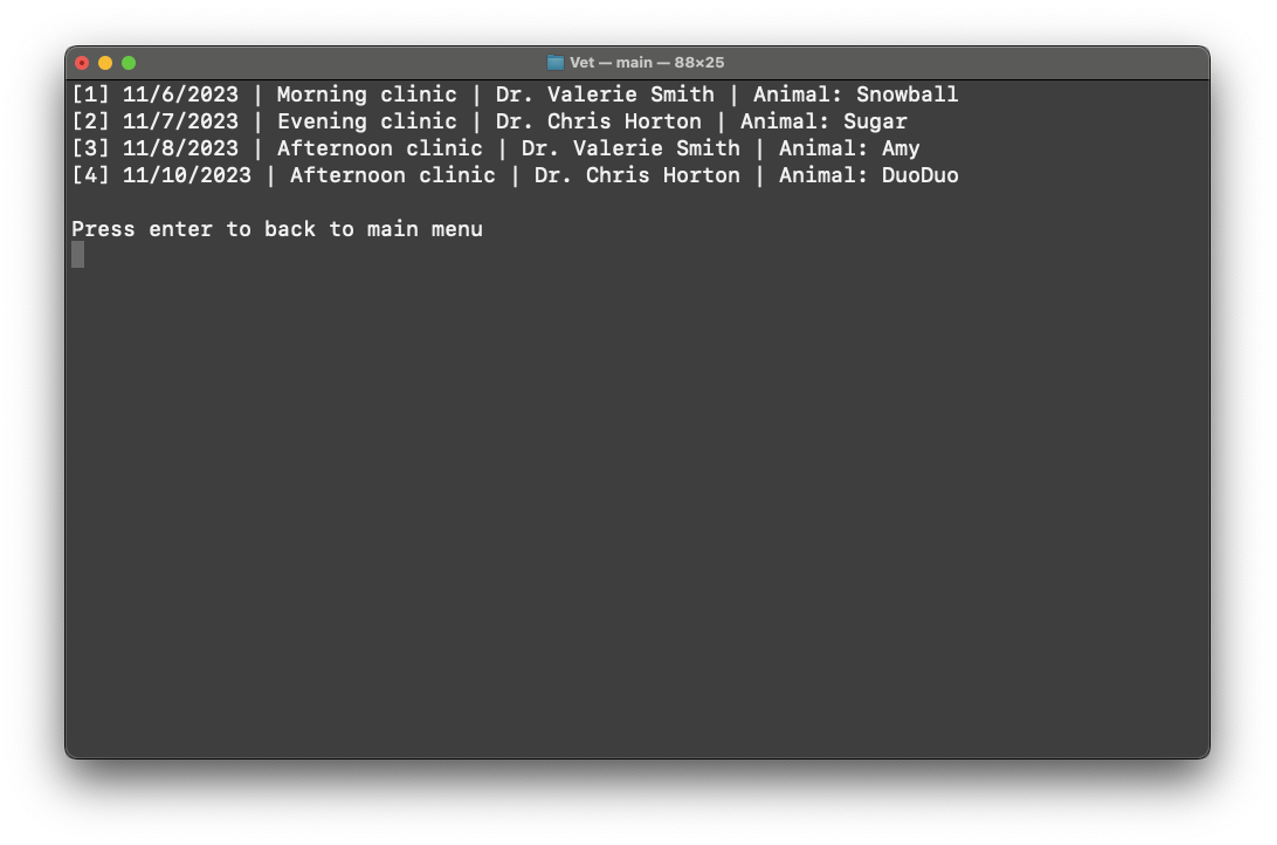 Vet — main — 88×25
[1] 11/6/2023 | Morning clinic | Dr. Valerie Smith | Animal: Snowball
[2] 11/7/2023 | Evening clinic | Dr. Chris Horton | Animal: Sugar
[3] 11/8/2023 | Afternoon clinic | Dr. Valerie Smith | Animal: Amy
[4] 11/10/2023 | Afternoon clinic | Dr. Chris Horton | Animal: DuoDuo
Press enter to back to main menu